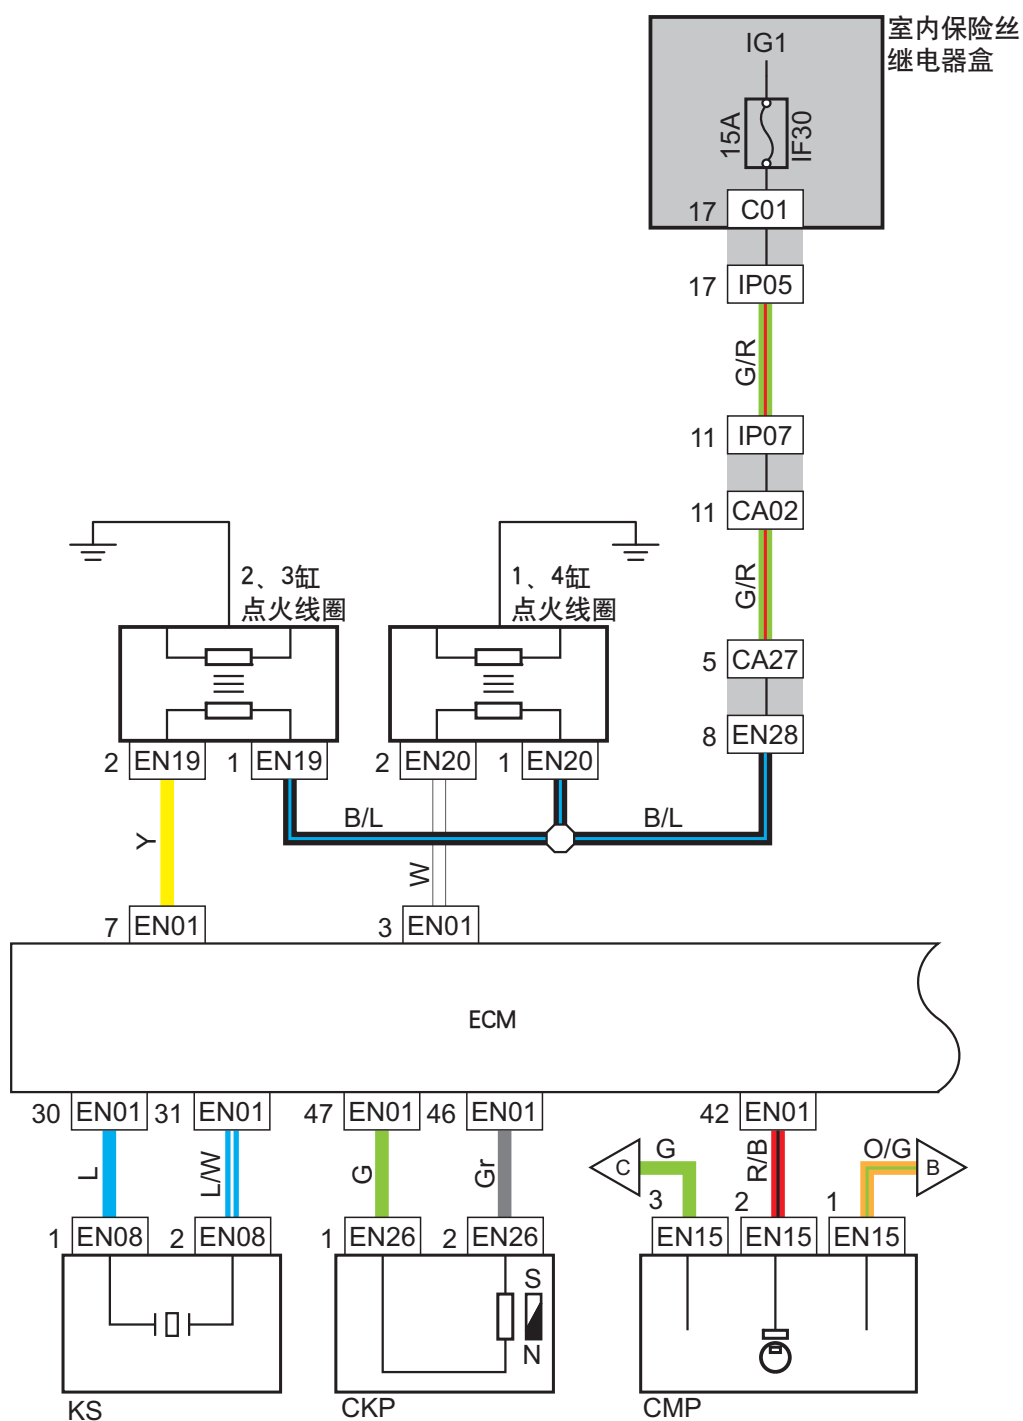 室内保险丝
继电器盒
IG1
15A
IF30
17 C01
17 IP05
G/R
11 IP07
11 CA02
G/R
5 CA27
8 EN28
2、3缸
点火线圈
1、4缸
点火线圈
2 EN19 1 EN19 2 EN20 1 EN20
B/L B/L
Y
W
7 EN01 3 EN01
ECM
30 EN01 31 EN01 47 EN01 46 EN01 42 EN01
L
L/W
G
Gr
C
G
R/B
O/G
B
3 2 1
1 EN08 2 EN08 1 EN26 2 EN26 EN15 EN15 EN15
S
N
KS CKP CMP